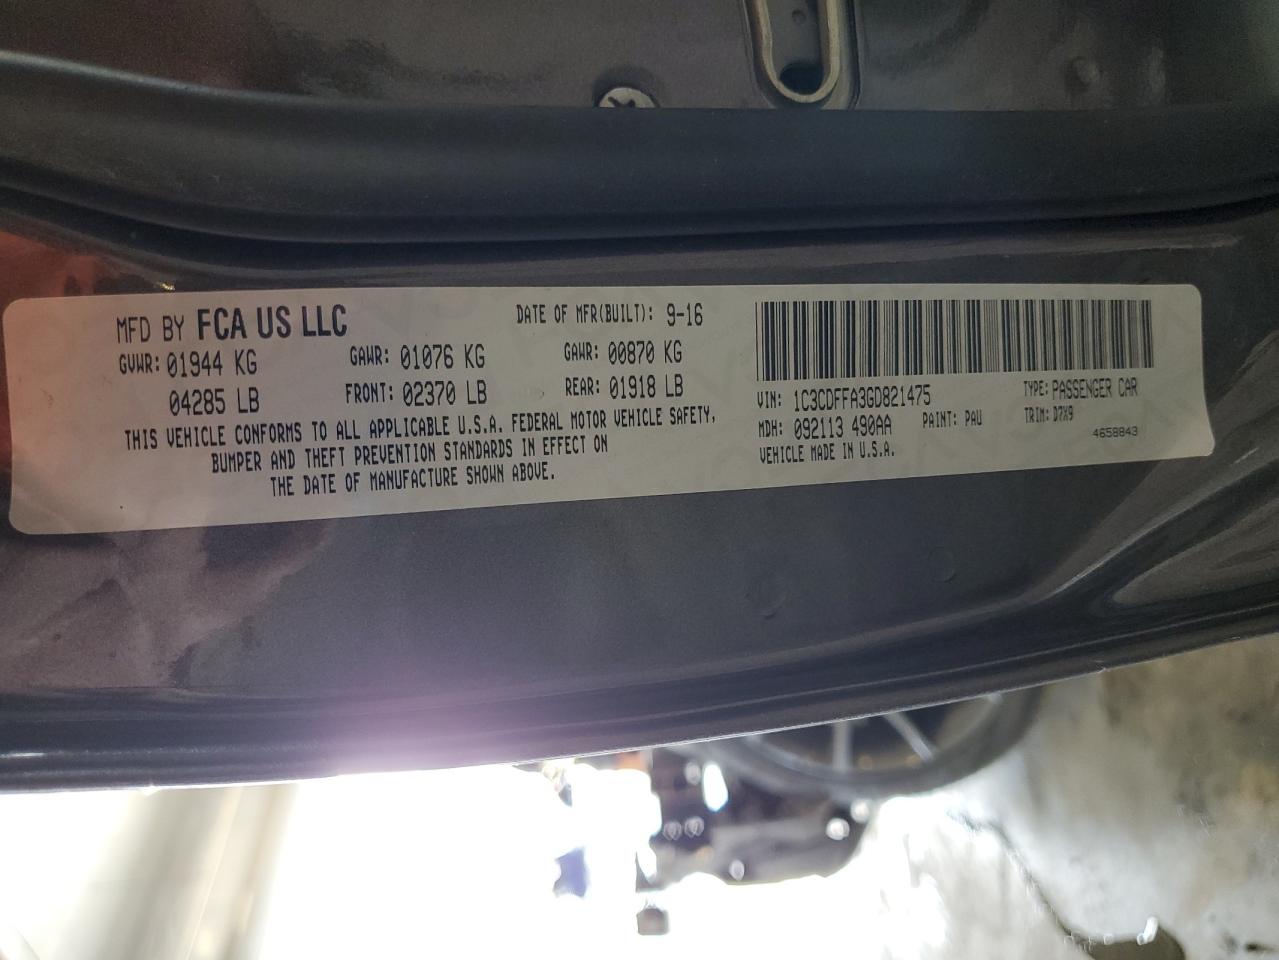 MFD BY FCA US LLC
DATE OF MFR(BUILT): 9-16
GVWR: 01944 KG
04285 LB
GAWR: 01076 KG
FRONT: 02370 LB
GAWR: 00870 KG
REAR: 01918 LB
THIS VEHICLE CONFORMS TO ALL APPLICABLE U.S.A. FEDERAL MOTOR VEHICLE SAFETY,
BUMPER AND THEFT PREVENTION STANDARDS IN EFFECT ON
THE DATE OF MANUFACTURE SHOWN ABOVE.
VIN: 1C3CDFFA3GD821475
TYPE: PASSENGER CAR
MDH: 092113 490AA
PAINT: PAU
TRIM: D7X9
VEHICLE MADE IN U.S.A.
4658843